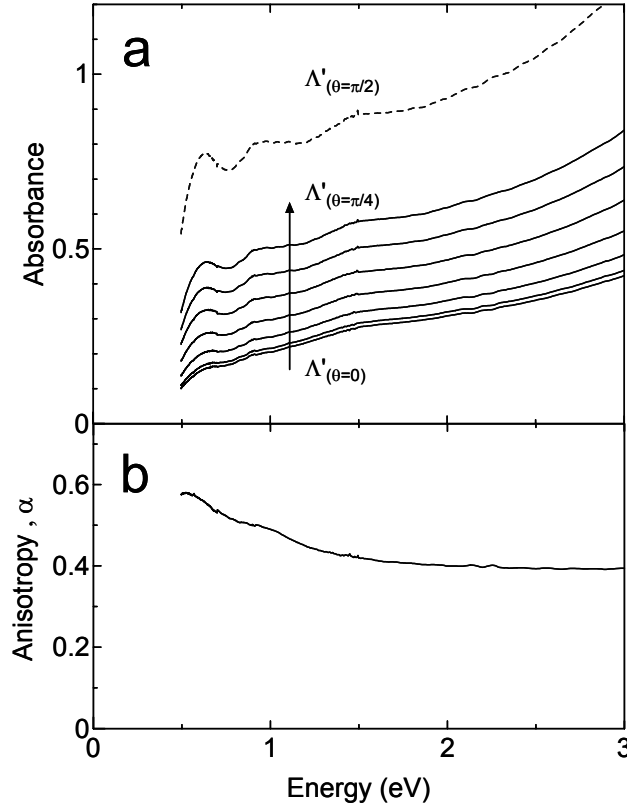 a
Λ'(θ=π/2)
Λ'(θ=π/4)
Λ'(θ=0)
Absorbance
1
0.5
0
b
Anisotropy , α
0.6
0.4
0.2
0
0 1 2 3
Energy (eV)